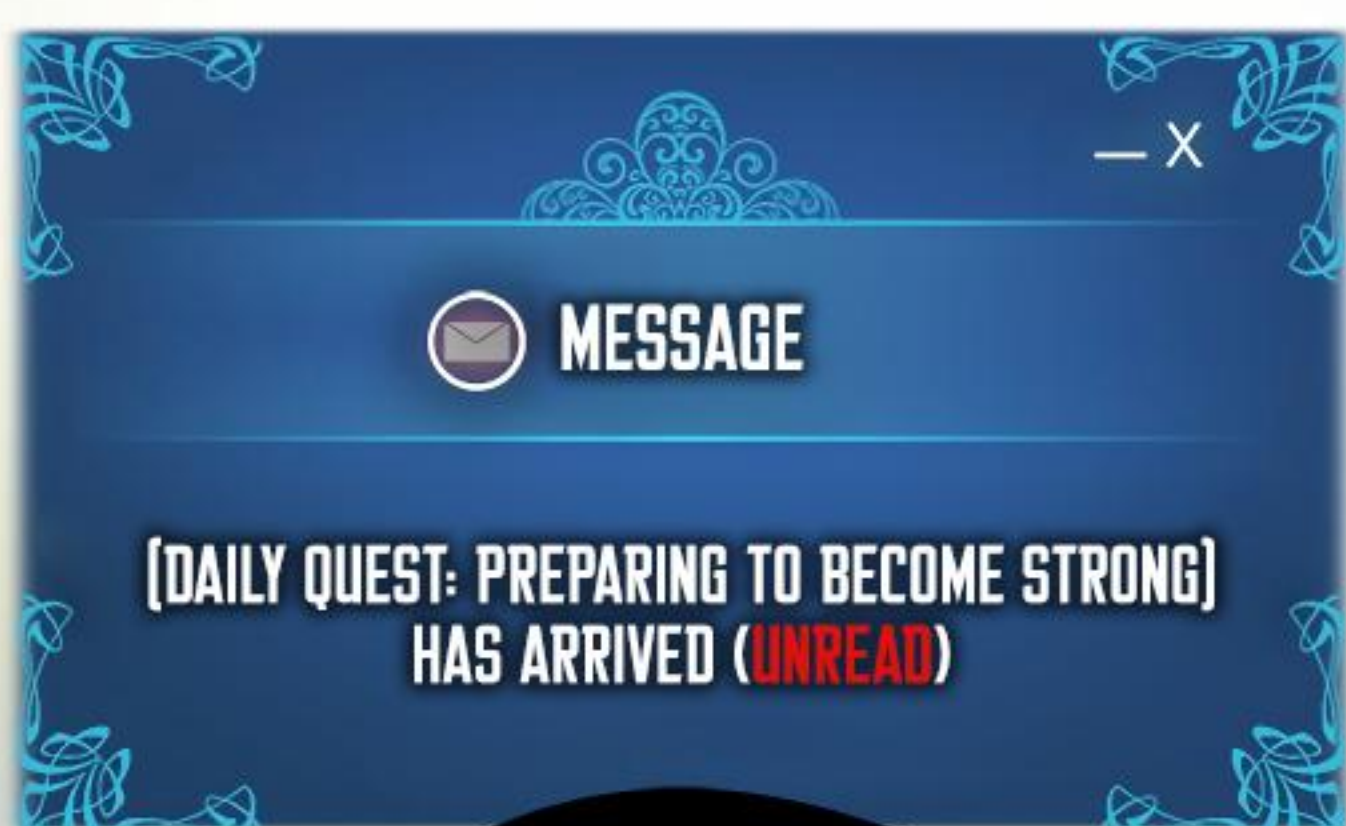 _ X
MESSAGE
[DAILY QUEST: PREPARING TO BECOME STRONG]
HAS ARRIVED (UNREAD)